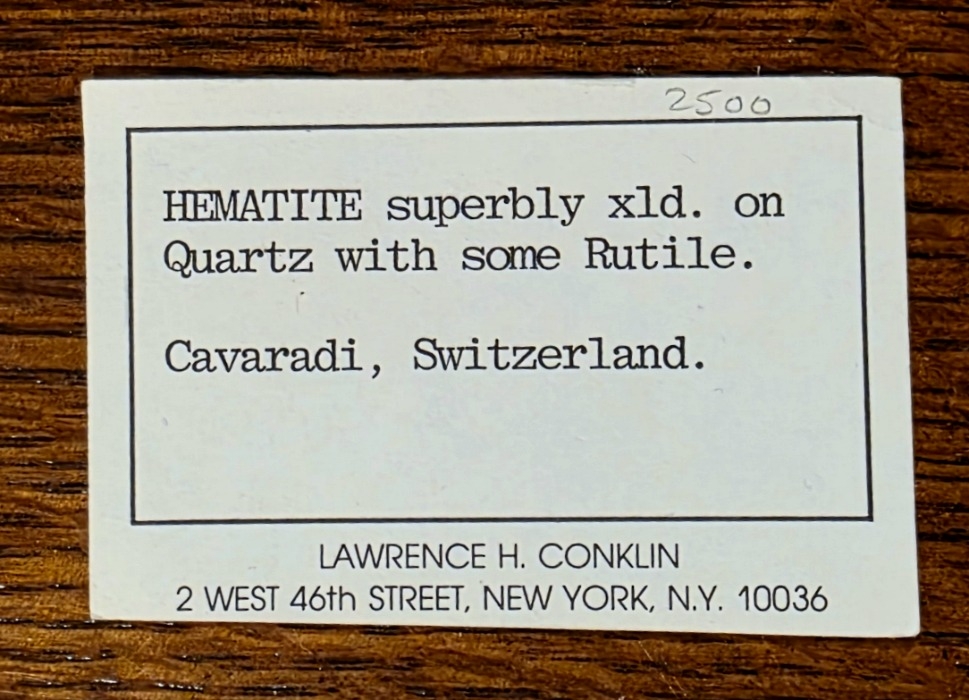 2500
HEMATITE superbly xld. on
Quartz with some Rutile.
Cavaradi, Switzerland.
LAWRENCE H. CONKLIN
2 WEST 46th STREET, NEW YORK, N.Y. 10036